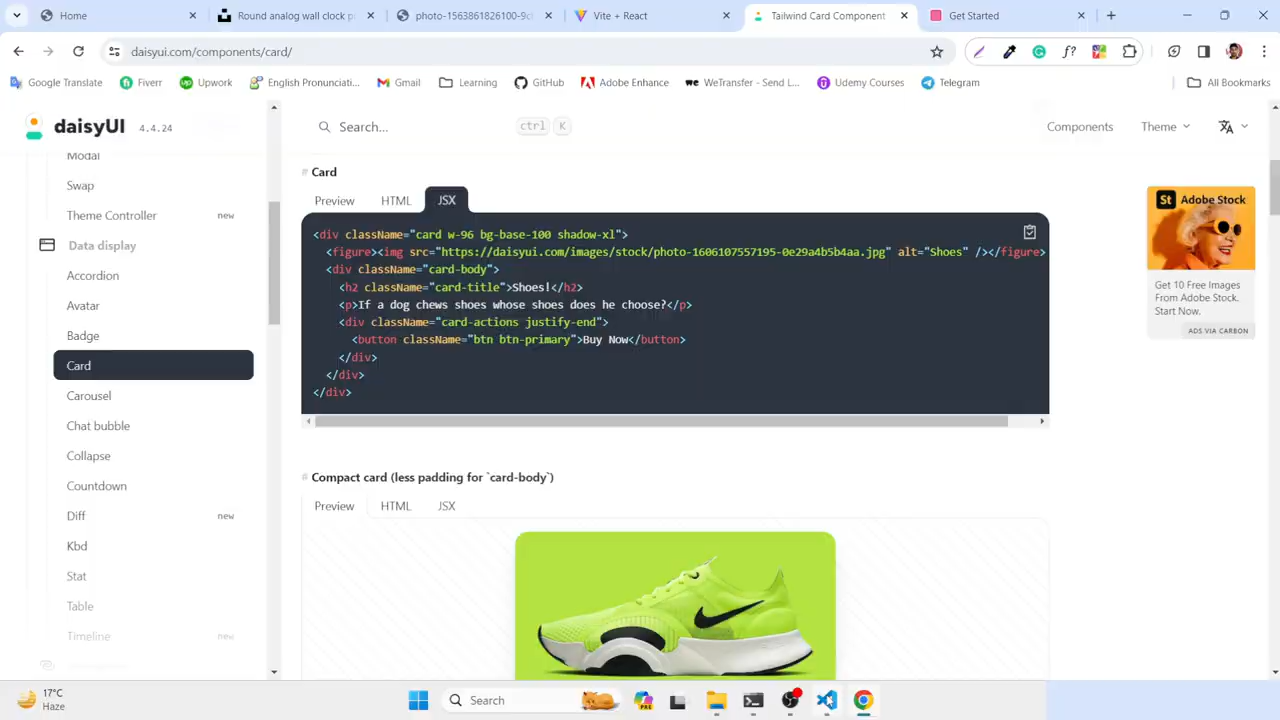 Home
Round analog wall clock p
photo-1563861826100-9c
Vite + React
Tailwind Card Component
Get Started
daisyui.com/components/card/
Google Translate
Fiverr
Upwork
English Pronunciati...
Gmail
Learning
GitHub
Adobe Enhance
WeTransfer - Send L...
Udemy Courses
Telegram
All Bookmarks
daisyUI 4.4.24
Search...
ctrl K
Components
Theme
Modal
Swap
Theme Controller new
Data display
Accordion
Avatar
Badge
Card
Carousel
Chat bubble
Collapse
Countdown
Diff new
Kbd
Stat
Table
Timeline new
# Card
Preview HTML JSX
<div className="card w-96 bg-base-100 shadow-xl">
<figure><img src="https://daisyui.com/images/stock/photo-1606107557195-0e29a4b5b4aa.jpg" alt="Shoes" /></figure>
<div className="card-body">
<h2 className="card-title">Shoes!</h2>
<p>If a dog chews shoes whose shoes does he choose?</p>
<div className="card-actions justify-end">
<button className="btn btn-primary">Buy Now</button>
</div>
</div>
</div>
# Compact card (less padding for `card-body`)
Preview HTML JSX
St Adobe Stock
Get 10 Free Images
From Adobe Stock.
Start Now.
ADS VIA CARBON
17°C
Haze
Search
PRE